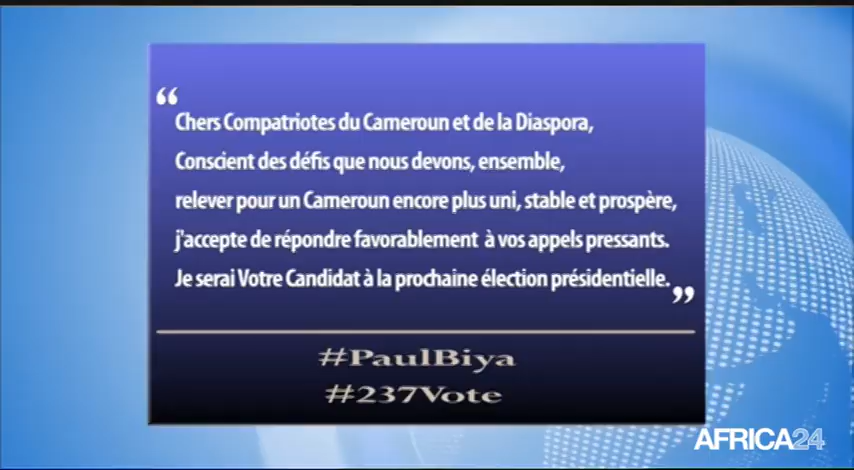 “
Chers Compatriotes du Cameroun et de la Diaspora,
Conscient des défis que nous devons, ensemble,
relever pour un Cameroun encore plus uni, stable et prospère,
j'accepte de répondre favorablement à vos appels pressants.
Je serai Votre Candidat à la prochaine élection présidentielle.
”
#PaulBiya
#237Vote
AFRICA24